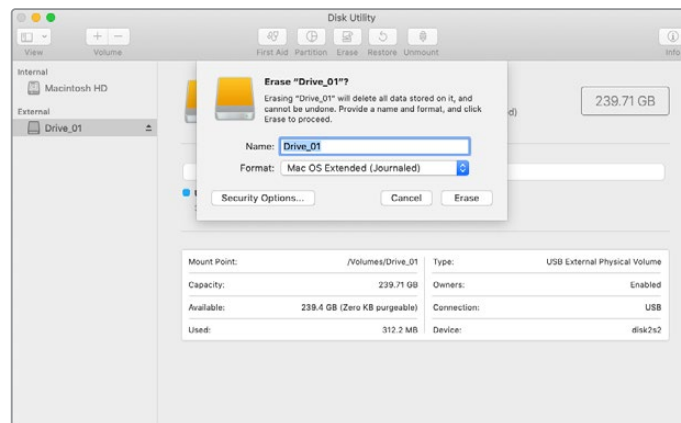 Disk Utility
View
Volume
First Aid Partition Erase Restore Unmount
Info
Internal
Macintosh HD
External
Drive_01
239.71 GB
Erase "Drive_01"?
Erasing "Drive_01" will delete all data stored on it, and
cannot be undone. Provide a name and format, and click
Erase to proceed.
Name: Drive_01
Format: Mac OS Extended (Journaled)
Security Options...
Cancel
Erase
Mount Point: /Volumes/Drive_01
Type: USB External Physical Volume
Capacity: 239.71 GB
Owners: Enabled
Available: 239.4 GB (Zero KB purgeable)
Connection: USB
Used: 312.2 MB
Device: disk2s2